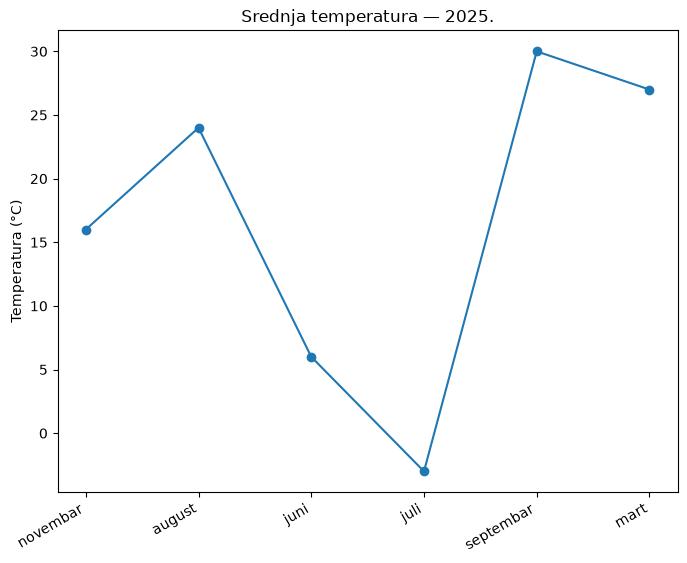 Srednja temperatura — 2025.
Temperatura (°C)
30
25
20
15
10
5
0
novembar
august
juni
juli
septembar
mart